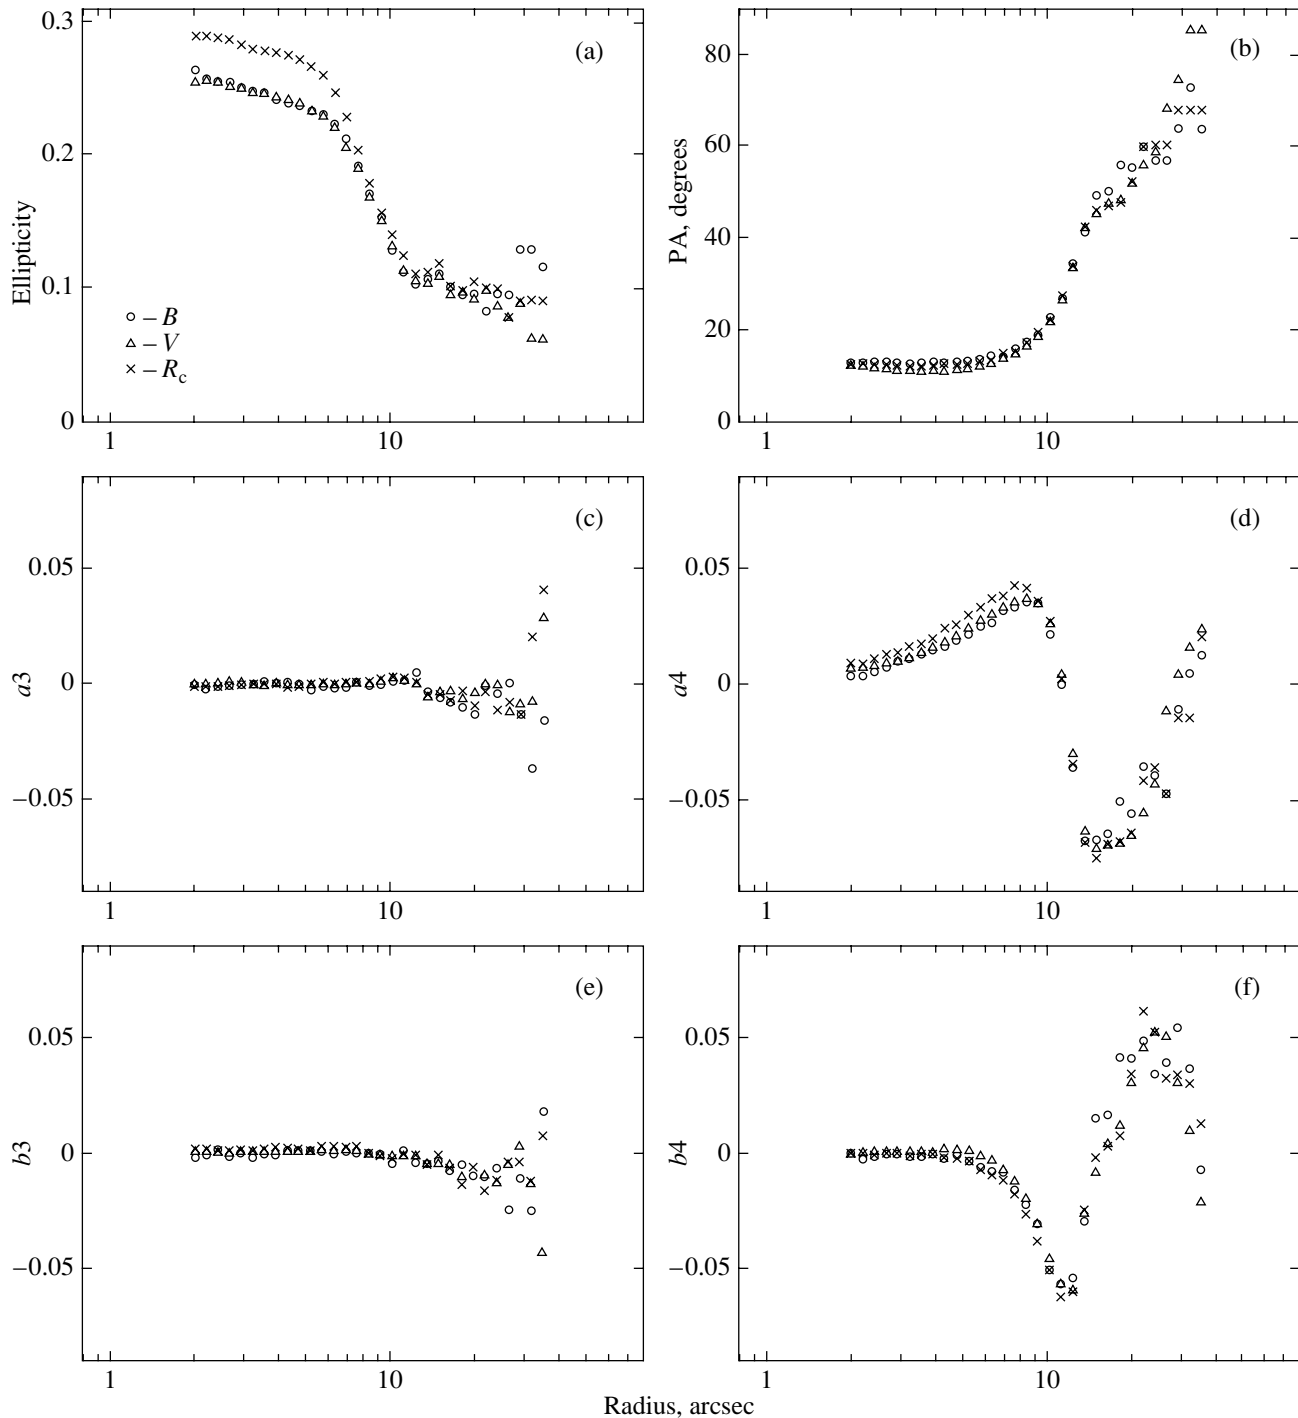 0.3
(a)
0.2
Ellipticity
0.1
○ – B
△ – V
× – Rc
0
1
10
80
(b)
60
PA, degrees
40
20
0
1
10
(c)
0.05
a3
0
−0.05
1
10
(d)
0.05
a4
0
−0.05
1
10
(e)
0.05
b3
0
−0.05
1
10
(f)
0.05
b4
0
−0.05
1
10
Radius, arcsec